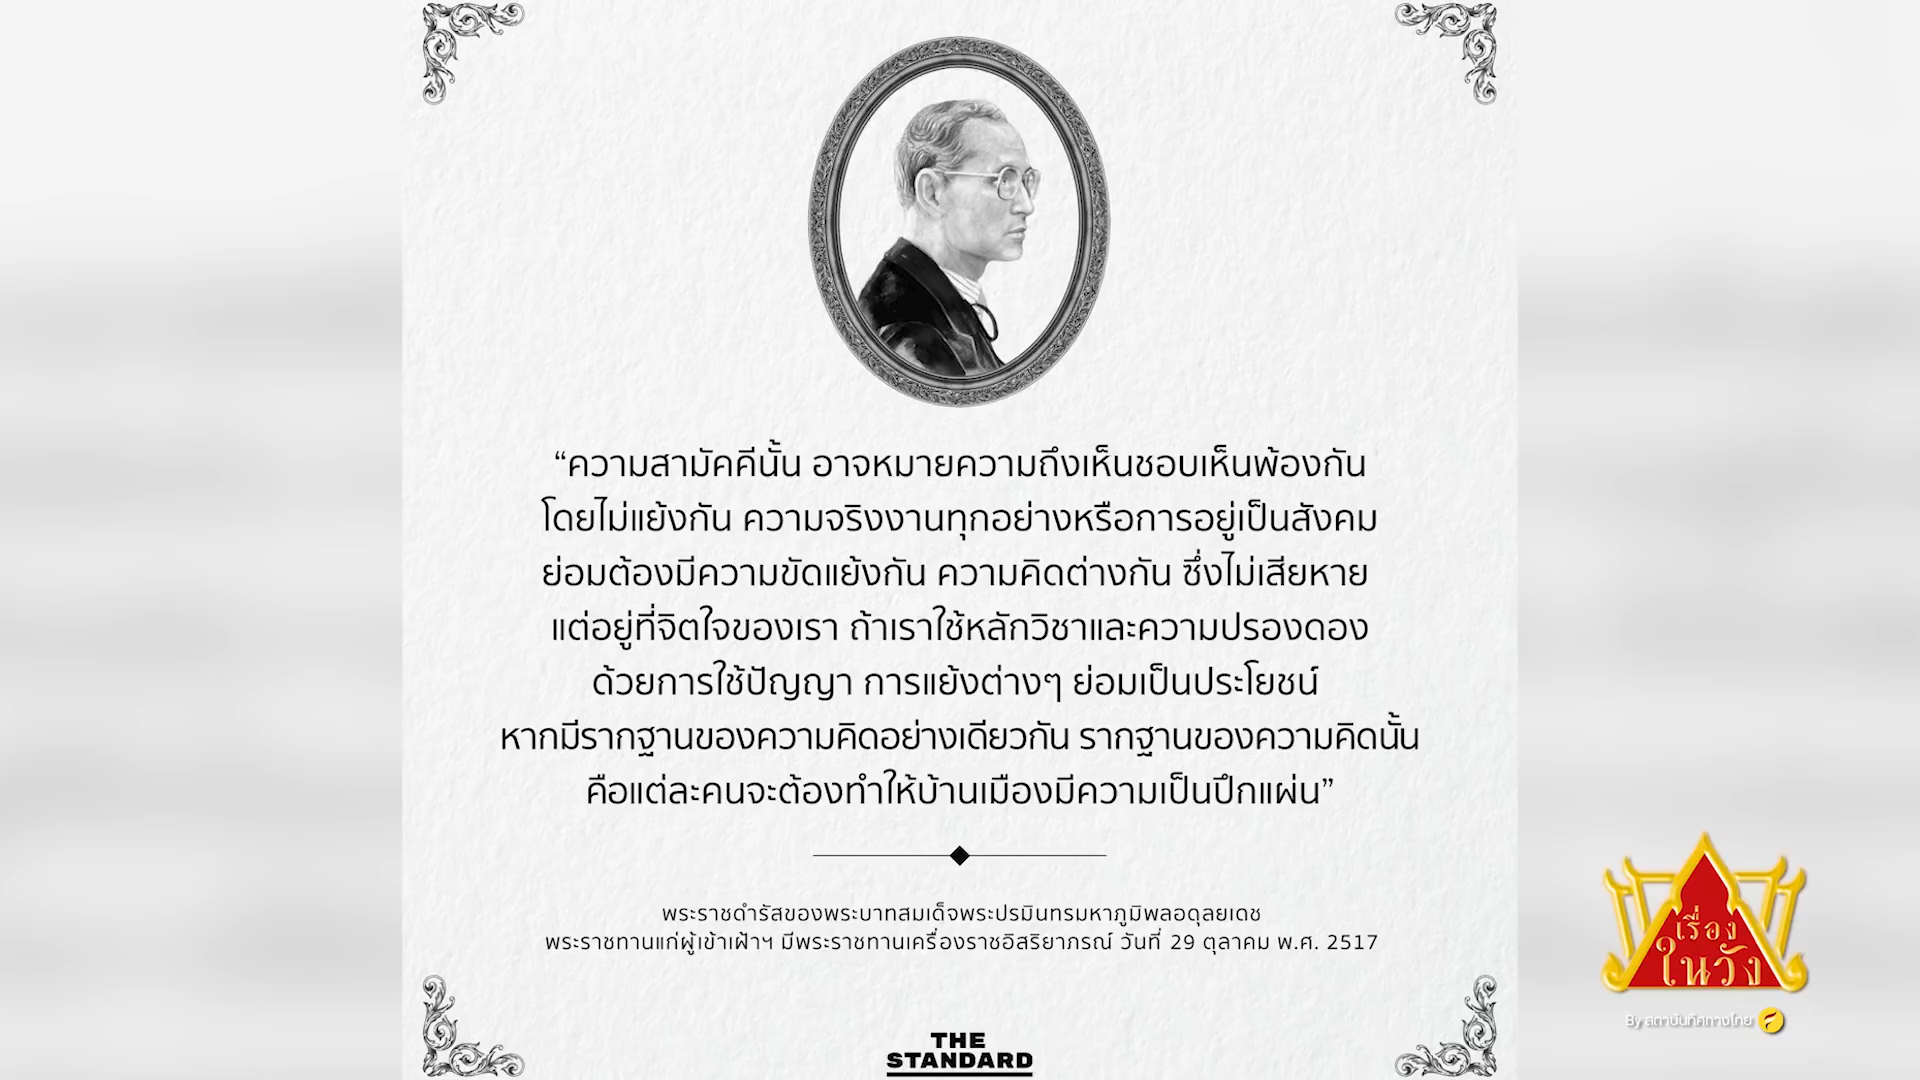 “ความสามัคคีนั้น อาจหมายความถึงเห็นชอบเห็นพ้องกัน
โดยไม่แย้งกัน ความจริงงานทุกอย่างหรือการอยู่เป็นสังคม
ย่อมต้องมีความขัดแย้งกัน ความคิดต่างกัน ซึ่งไม่เสียหาย
แต่อยู่ที่จิตใจของเรา ถ้าเราใช้หลักวิชาและความปรองดอง
ด้วยการใช้ปัญญา การแย้งต่างๆ ย่อมเป็นประโยชน์
หากมีรากฐานของความคิดอย่างเดียวกัน รากฐานของความคิดนั้น
คือแต่ละคนจะต้องทำให้บ้านเมืองมีความเป็นปึกแผ่น”
พระราชดำรัสของพระบาทสมเด็จพระปรมินทรมหาภูมิพลอดุลยเดช
พระราชทานแก่ผู้เข้าเฝ้าฯ มีพระราชทานเครื่องราชอิสริยาภรณ์ วันที่ 29 ตุลาคม พ.ศ. 2517
THE
STANDARD
เรื่อง
ในวัง
By สถาบันทิศทางไทย